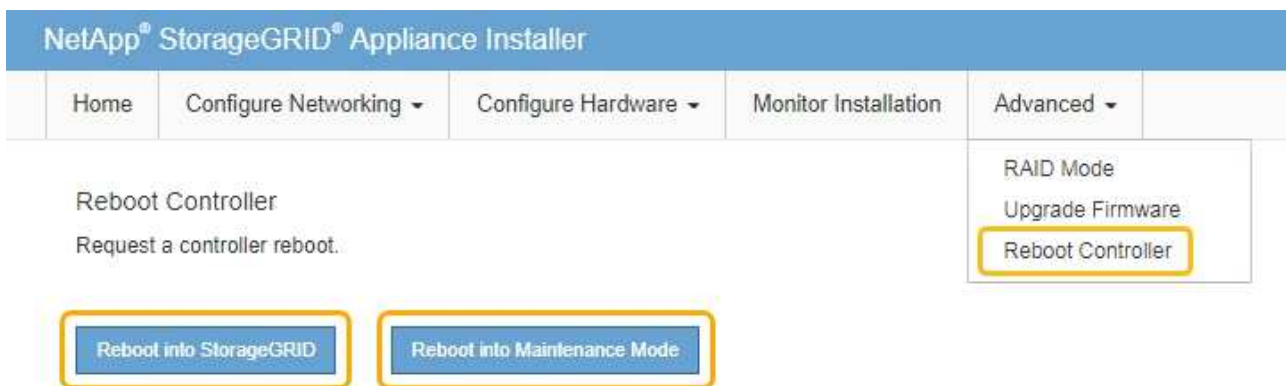 NetApp® StorageGRID® Appliance Installer
Home Configure Networking Configure Hardware Monitor Installation Advanced
RAID Mode
Upgrade Firmware
Reboot Controller
Reboot Controller
Request a controller reboot.
Reboot into StorageGRID Reboot into Maintenance Mode